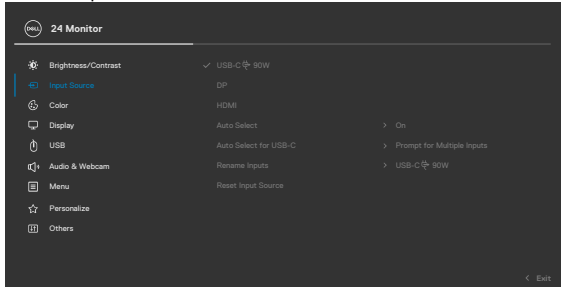 DELL 24 Monitor
Brightness/Contrast USB-C 90W
Input Source DP
Color HDMI
Display Auto Select On
USB Auto Select for USB-C Prompt for Multiple Inputs
Audio & Webcam Rename Inputs USB-C 90W
Menu Reset Input Source
Personalize
Others
Exit